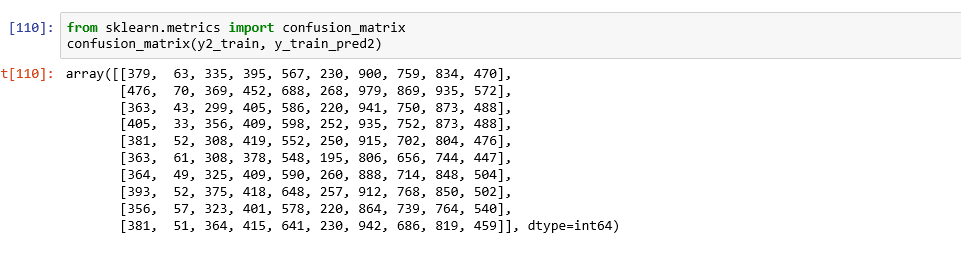 [110]: from sklearn.metrics import confusion_matrix
confusion_matrix(y2_train, y_train_pred2)
t[110]: array([[379, 63, 335, 395, 567, 230, 900, 759, 834, 470],
[476, 70, 369, 452, 688, 268, 979, 869, 935, 572],
[363, 43, 299, 405, 586, 220, 941, 750, 873, 488],
[405, 33, 356, 409, 598, 252, 935, 752, 873, 488],
[381, 52, 308, 419, 552, 250, 915, 702, 804, 476],
[363, 61, 308, 378, 548, 195, 806, 656, 744, 447],
[364, 49, 325, 409, 590, 260, 888, 714, 848, 504],
[393, 52, 375, 418, 648, 257, 912, 768, 850, 502],
[356, 57, 323, 401, 578, 220, 864, 739, 764, 540],
[381, 51, 364, 415, 641, 230, 942, 686, 819, 459]], dtype=int64)